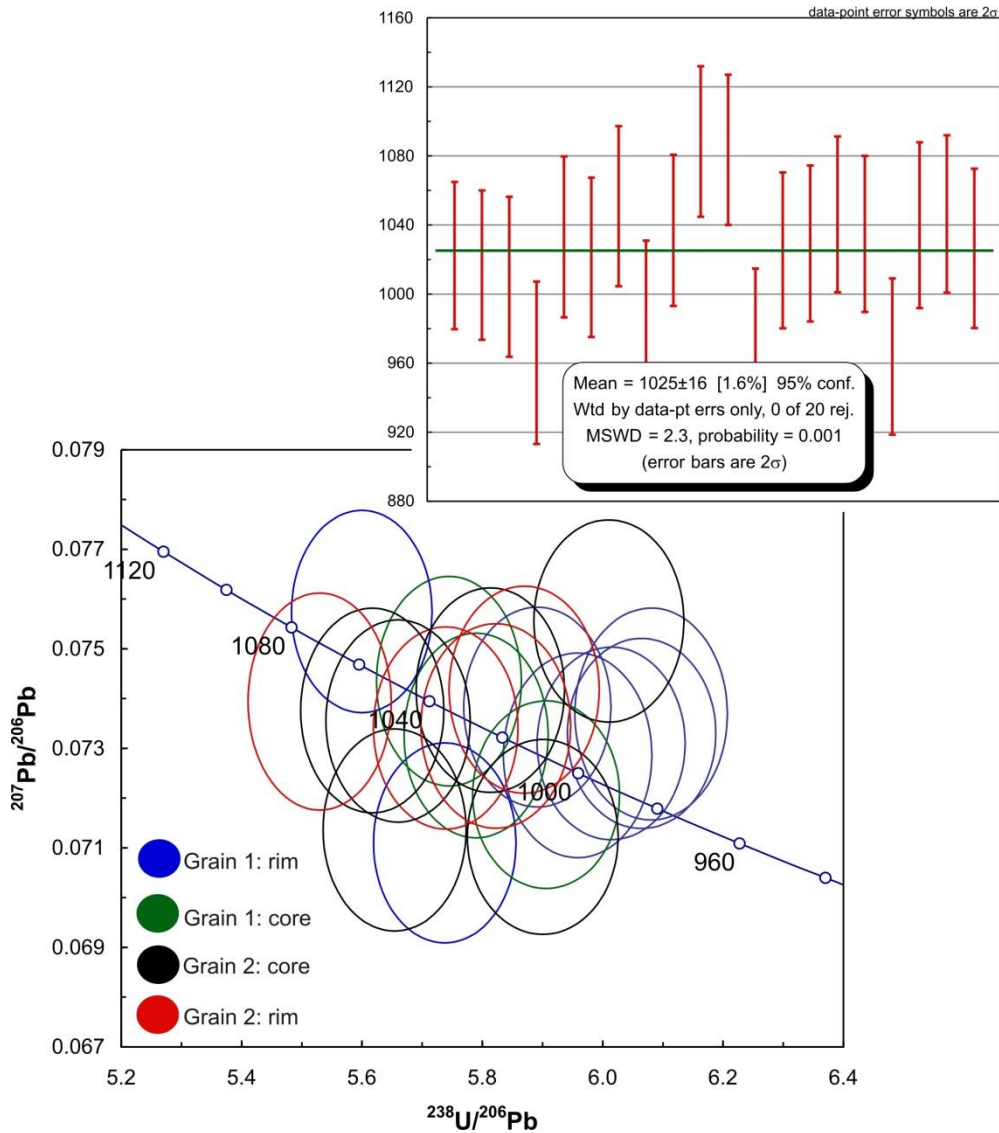 data-point error symbols are 2σ
1160
1120
1080
1040
1000
960
920
880
Mean = 1025±16 [1.6%] 95% conf.
Wtd by data-pt errs only, 0 of 20 rej.
MSWD = 2.3, probability = 0.001
(error bars are 2σ)
0.079
0.077
0.075
0.073
0.071
0.069
0.067
²⁰⁷Pb/²⁰⁶Pb
1120
1080
1040
1000
960
Grain 1: rim
Grain 1: core
Grain 2: core
Grain 2: rim
5.2 5.4 5.6 5.8 6.0 6.2 6.4
²³⁸U/²⁰⁶Pb